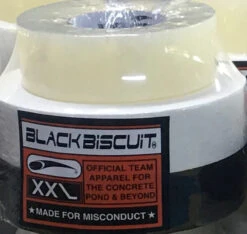 BLACKBISCUIT®
OFFICIAL TEAM
APPAREL FOR
THE CONCRETE
POND & BEYOND
XXL
★ MADE FOR MISCONDUCT ★